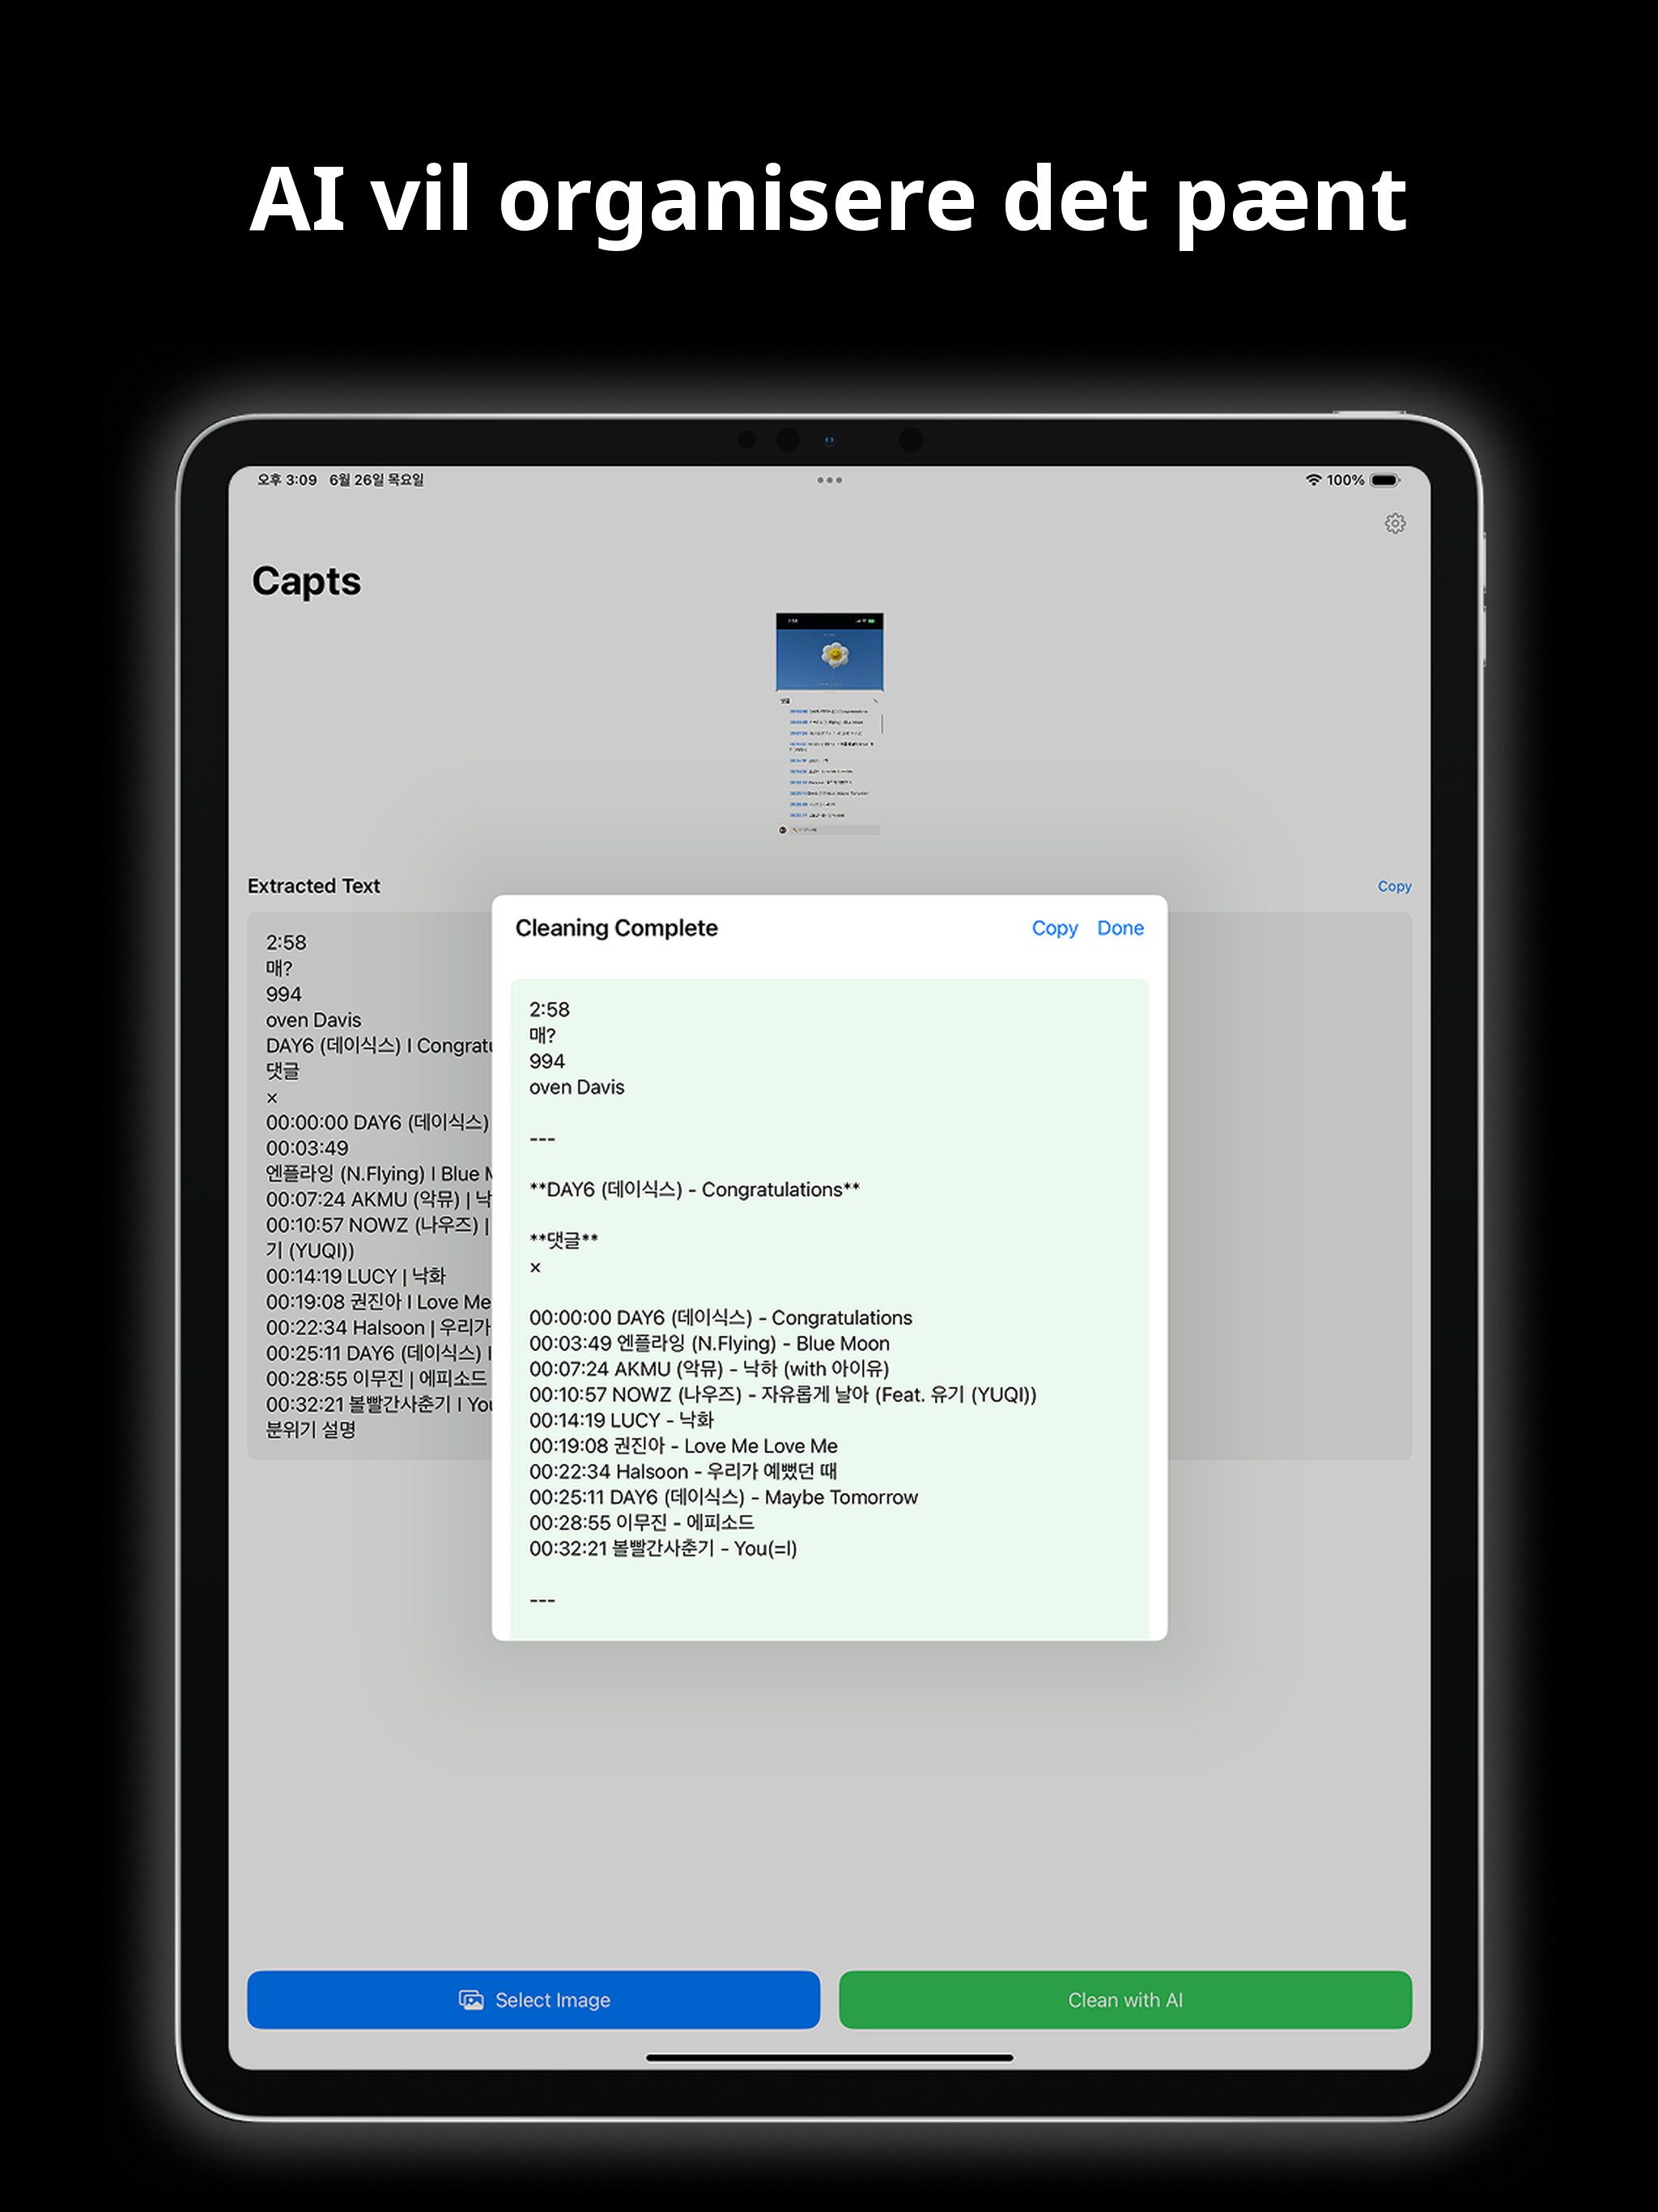 AI vil organisere det pænt
오후 3:09 6월 26일 목요일
100%
Capts
Extracted Text
Copy
2:58
매?
994
oven Davis
DAY6 (데이식스) I Congratu
댓글
×
00:00:00 DAY6 (데이식스)
00:03:49
엔플라잉 (N.Flying) I Blue M
00:07:24 AKMU (악뮤) | 낙
00:10:57 NOWZ (나우즈) |
기 (YUQI))
00:14:19 LUCY | 낙화
00:19:08 권진아 I Love Me
00:22:34 Halsoon | 우리가
00:25:11 DAY6 (데이식스) I
00:28:55 이무진 | 에피소드
00:32:21 볼빨간사춘기 I You
분위기 설명
Cleaning Complete
Copy Done
2:58
매?
994
oven Davis
---
**DAY6 (데이식스) - Congratulations**
**댓글**
×
00:00:00 DAY6 (데이식스) - Congratulations
00:03:49 엔플라잉 (N.Flying) - Blue Moon
00:07:24 AKMU (악뮤) - 낙하 (with 아이유)
00:10:57 NOWZ (나우즈) - 자유롭게 날아 (Feat. 유기 (YUQI))
00:14:19 LUCY - 낙화
00:19:08 권진아 - Love Me Love Me
00:22:34 Halsoon - 우리가 예뻤던 때
00:25:11 DAY6 (데이식스) - Maybe Tomorrow
00:28:55 이무진 - 에피소드
00:32:21 볼빨간사춘기 - You(=I)
---
Select Image
Clean with AI